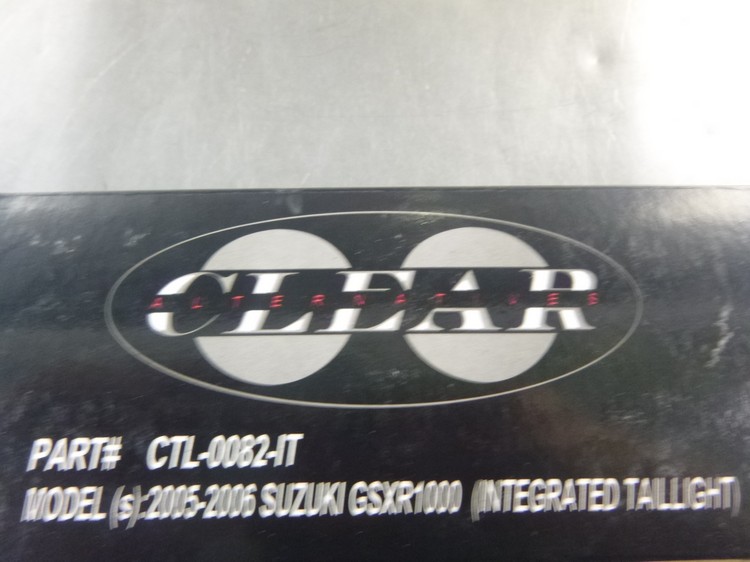 CLEAR
ALTERNATIVES
PART# CTL-0082-IT
MODEL (s):2005-2006 SUZUKI GSXR1000 (INTEGRATED TAILLIGHT)